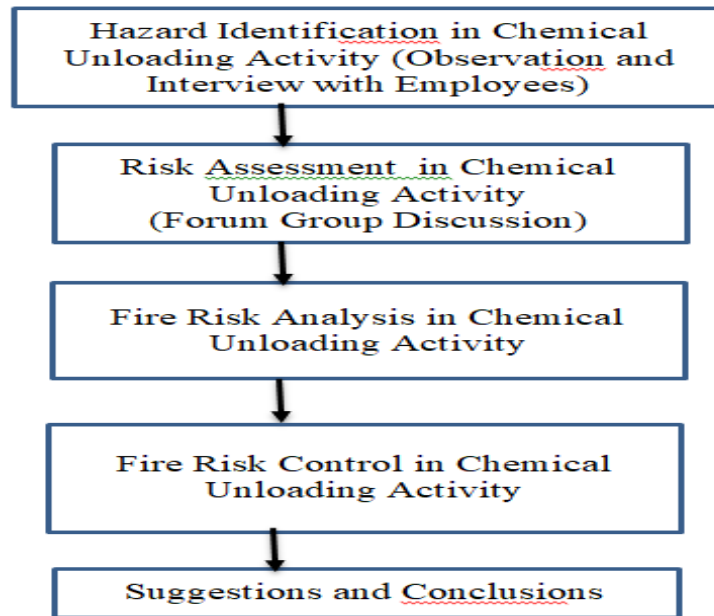 Hazard Identification in Chemical
Unloading Activity (Observation and
Interview with Employees)
Risk Assessment in Chemical
Unloading Activity
(Forum Group Discussion)
Fire Risk Analysis in Chemical
Unloading Activity
Fire Risk Control in Chemical
Unloading Activity
Suggestions and Conclusions